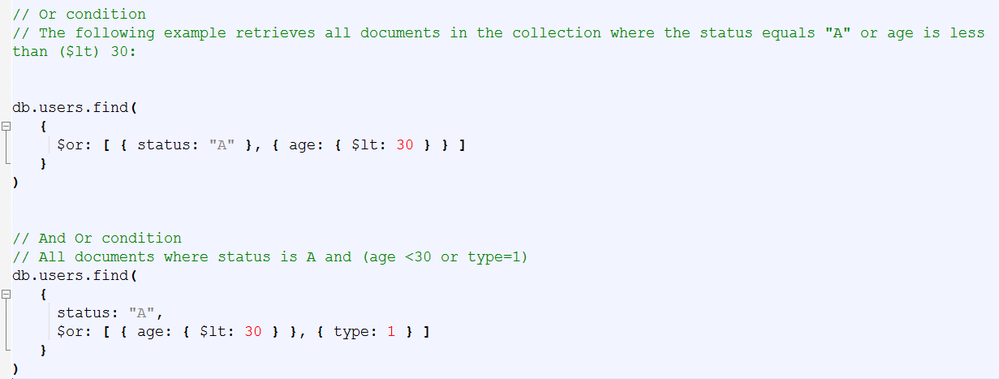 // Or condition
// The following example retrieves all documents in the collection where the status equals "A" or age is less
than ($lt) 30:
db.users.find(
{
$or: [ { status: "A" }, { age: { $lt: 30 } } ]
}
)
// And Or condition
// All documents where status is A and (age <30 or type=1)
db.users.find(
{
status: "A",
$or: [ { age: { $lt: 30 } }, { type: 1 } ]
}
)